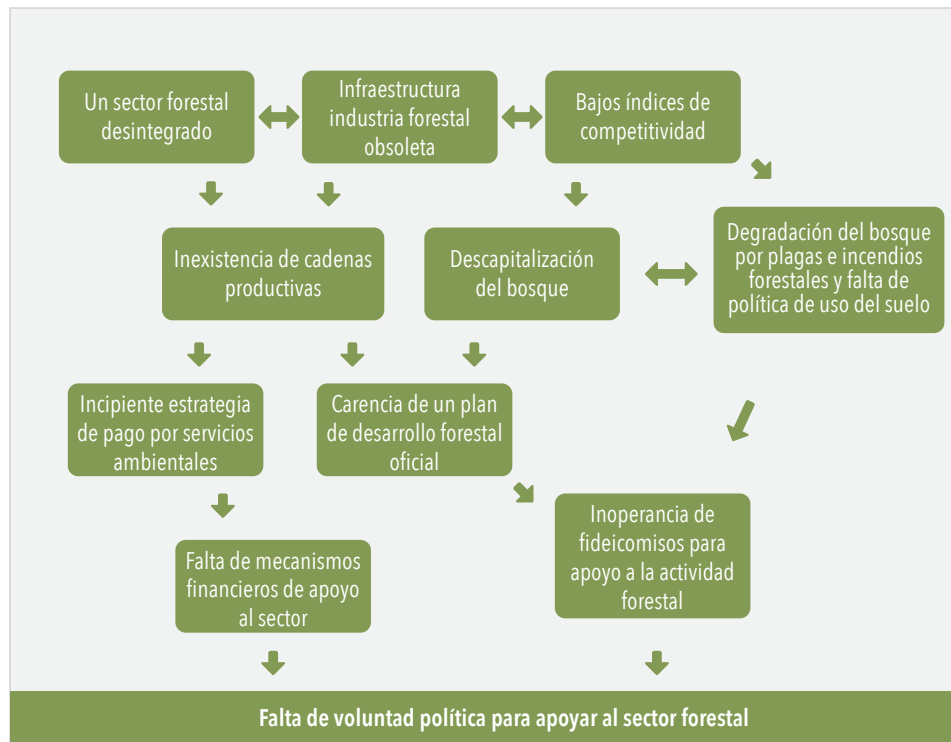 Un sector forestal
desintegrado
Infraestructura
industria forestal
obsoleta
Bajos índices de
competitividad
Inexistencia de cadenas
productivas
Descapitalización
del bosque
Degradación del bosque
por plagas e incendios
forestales y falta de
política de uso del suelo
Incipiente estrategia
de pago por servicios
ambientales
Carencia de un plan
de desarrollo forestal
oficial
Falta de mecanismos
financieros de apoyo
al sector
Inoperancia de
fideicomisos para
apoyo a la actividad
forestal
Falta de voluntad política para apoyar al sector forestal